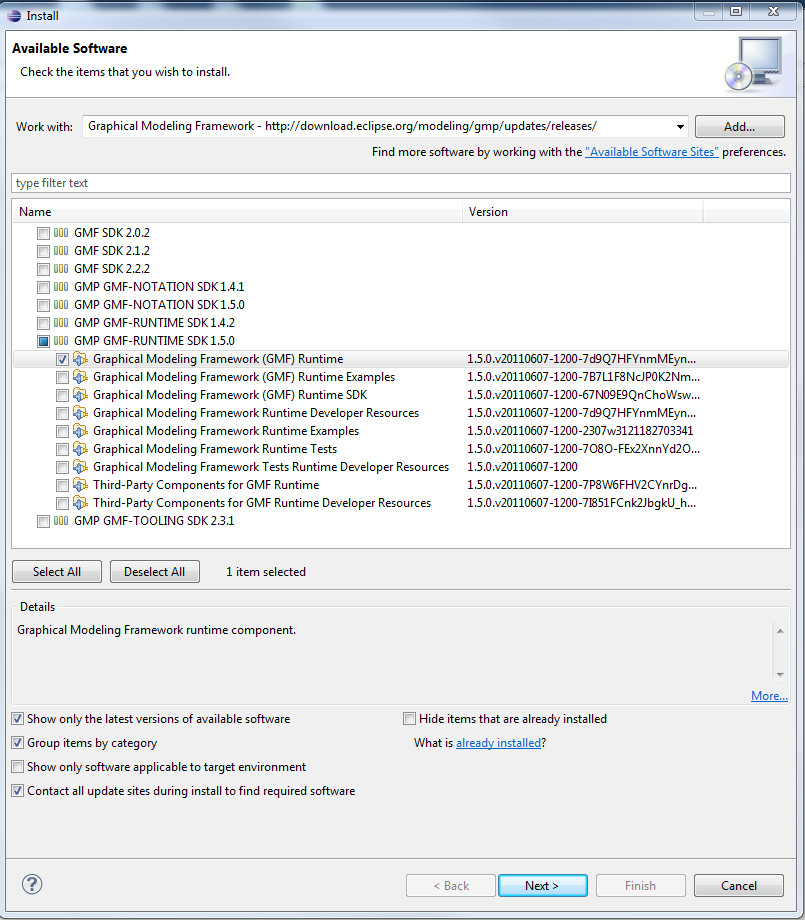 Install
Available Software
Check the items that you wish to install.
Work with: Graphical Modeling Framework - http://download.eclipse.org/modeling/gmp/updates/releases/ Add...
Find more software by working with the "Available Software Sites" preferences.
type filter text
Name Version
GMF SDK 2.0.2
GMF SDK 2.1.2
GMF SDK 2.2.2
GMP GMF-NOTATION SDK 1.4.1
GMP GMF-NOTATION SDK 1.5.0
GMP GMF-RUNTIME SDK 1.4.2
GMP GMF-RUNTIME SDK 1.5.0
Graphical Modeling Framework (GMF) Runtime 1.5.0.v20110607-1200-7d9Q7HFYnmMEyn...
Graphical Modeling Framework (GMF) Runtime Examples 1.5.0.v20110607-1200-7B7L1F8NcJP0K2Nm...
Graphical Modeling Framework (GMF) Runtime SDK 1.5.0.v20110607-1200-67N09E9QnChoWsw...
Graphical Modeling Framework Runtime Developer Resources 1.5.0.v20110607-1200-7d9Q7HFYnmMEyn...
Graphical Modeling Framework Runtime Examples 1.5.0.v20110607-1200-2307w3121182703341
Graphical Modeling Framework Runtime Tests 1.5.0.v20110607-1200-7O8O-FEx2XnnYd2O...
Graphical Modeling Framework Tests Runtime Developer Resources 1.5.0.v20110607-1200
Third-Party Components for GMF Runtime 1.5.0.v20110607-1200-7P8W6FHV2CYnrDg...
Third-Party Components for GMF Runtime Developer Resources 1.5.0.v20110607-1200-7I851FCnk2JbgkU_h...
GMP GMF-TOOLING SDK 2.3.1
Select All Deselect All 1 item selected
Details
Graphical Modeling Framework runtime component.
More...
Show only the latest versions of available software Hide items that are already installed
Group items by category What is already installed?
Show only software applicable to target environment
Contact all update sites during install to find required software
? < Back Next > Finish Cancel